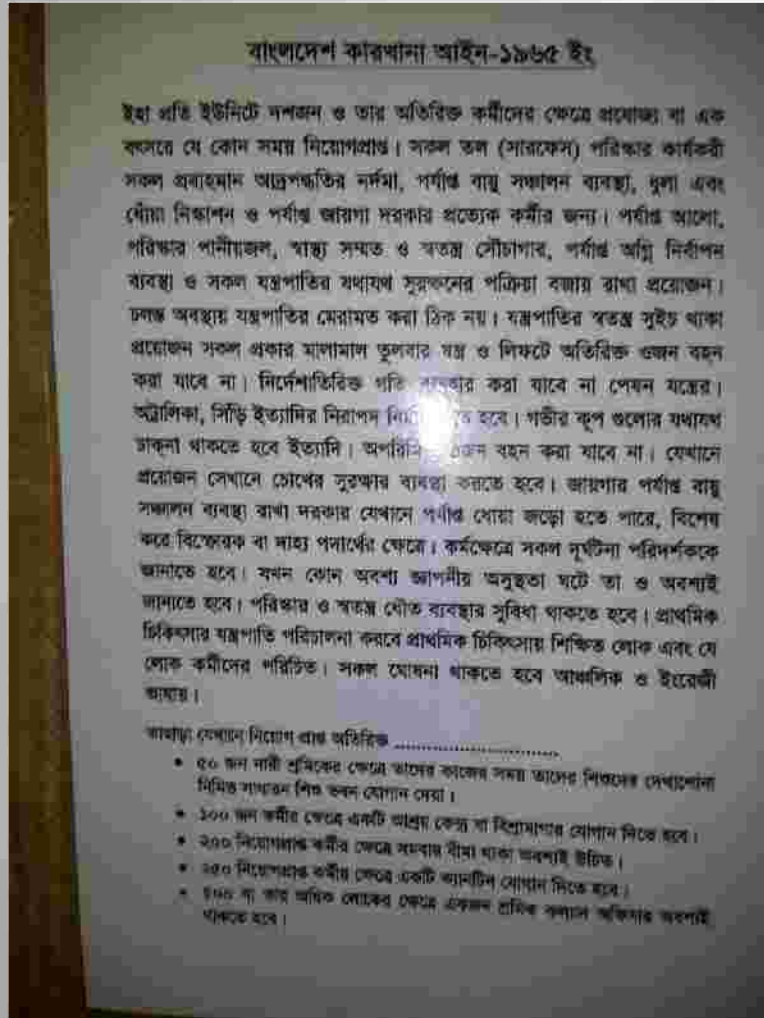 বাংলাদেশ কারখানা আইন-১৯৬৫ ইং
ইহা প্রতি ইউনিটে দশজন ও তার অতিরিক্ত কর্মীদের ক্ষেত্রে প্রযোজ্য বা এক
বৎসরে যে কোন সময় নিয়োগপ্রাপ্ত। সকল তল (সারফেস) পরিস্কার কার্যকরী
সকল প্রবাহমান আদ্রপদ্ধতির নর্দমা, পর্যাপ্ত বায়ু সঞ্চালন ব্যবস্থা, ধুলা এবং
ধোঁয়া নিস্কাশন ও পর্যাপ্ত জায়গা দরকার প্রত্যেক কর্মীর জন্য। পর্যাপ্ত আলো,
পরিস্কার পানীয়জল, স্বাস্থ্য সম্মত ও স্বতন্ত্র সৌচাগার, পর্যাপ্ত অগ্নি নির্বাপন
ব্যবস্থা ও সকল যন্ত্রপাতির যথাযথ সুরক্ষনের পক্রিয়া বজায় রাখা প্রয়োজন।
চলন্ত অবস্থায় যন্ত্রপাতির মেরামত করা ঠিক নয়। যন্ত্রপাতির স্বতন্ত্র সুইচ থাকা
প্রয়োজন সকল প্রকার মালামাল তুলবার যন্ত্র ও লিফটে অতিরিক্ত ওজন বহন
করা যাবে না। নির্দেশাতিরিক্ত গতি ব্যবহার করা যাবে না পেষন যন্ত্রের।
অট্রালিকা, সিঁড়ি ইত্যাদির নিরাপদ হবে। গভীর কূপ গুলোর যথাযথ
ঢাক্না থাকতে হবে ইত্যাদি। ওজন বহন করা যাবে না। যেখানে
প্রয়োজন সেখানে চোখের সুরক্ষার ব্যবস্থা করতে হবে। জায়গার পর্যাপ্ত বায়ু
সঞ্চালন ব্যবস্থা রাখা দরকার যেখানে পর্যাপ্ত ধোয়া জড়ো হতে পারে, বিশেষ
করে বিস্ফোরক বা দাহ্য পদার্থের ক্ষেত্রে। কর্মক্ষেত্রে সকল দূর্ঘটনা পরিদর্শককে
জানাতে হবে। যখন কোন অবশ্য জ্ঞাপনীয় অসুস্থতা ঘটে তা ও অবশ্যই
জানাতে হবে। পরিস্কার ও স্বতন্ত্র ধৌত ব্যবস্থার সুবিধা থাকতে হবে। প্রাথমিক
চিকিৎসার যন্ত্রপাতি পরিচালনা করবে প্রাথমিক চিকিৎসায় শিক্ষিত লোক এবং যে
লোক কর্মীদের পরিচিত। সকল ঘোষনা থাকতে হবে আঞ্চলিক ও ইংরেজী
ভাষায়।
তাছাড়া যেখানে নিয়োগ প্রাপ্ত অতিরিক্ত ..............................
• ৫০ জন নারী শ্রমিকের ক্ষেত্রে তাদের কাজের সময় তাদের শিশুদের দেখাশোনা
নিমিত্ত সাধারন শিশু ভবন যোগান দেয়া।
• ১০০ জন কর্মীর ক্ষেত্রে একটি আশ্রয় কেন্দ্র বা বিশ্রামাগার যোগান দিতে হবে।
• ২০০ নিয়োগপ্রাপ্ত কর্মীর ক্ষেত্রে সমবায় বীমা থাকা অবশ্যই উচিত।
• ২৫০ নিয়োগপ্রাপ্ত কর্মীর ক্ষেত্রে একটি ক্যানটিন যোগান দিতে হবে।
• ৫০০ বা তার অধিক লোকের ক্ষেত্রে একজন শ্রমিক কল্যান অফিসার অবশ্যই
থাকতে হবে।